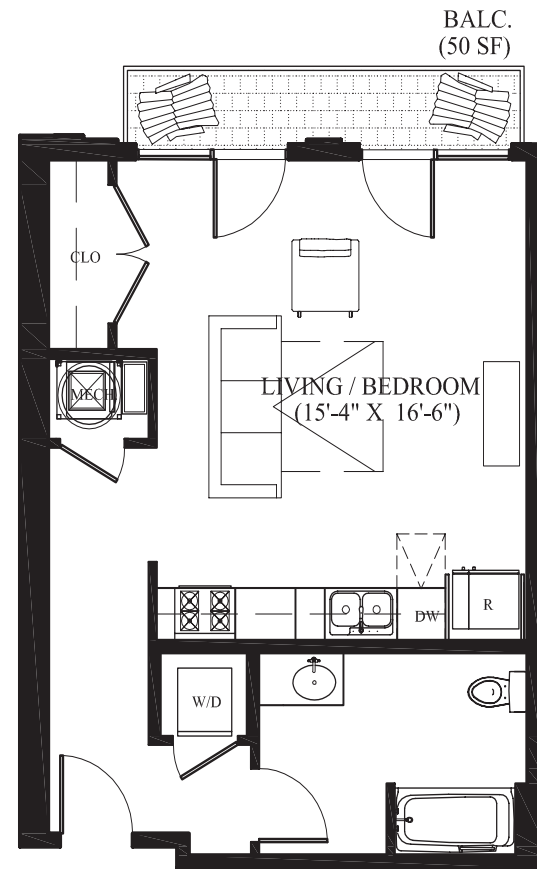 BALC.
(50 SF)
CLO
MECH.
LIVING / BEDROOM
(15'-4" X 16'-6")
DW
R
W/D